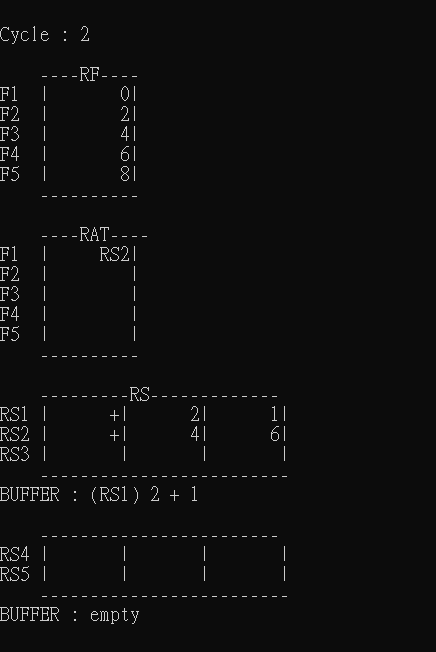 Cycle : 2
    ----RF----
F1  |       0|
F2  |       2|
F3  |       4|
F4  |       6|
F5  |       8|
    ----------
    ----RAT----
F1  |     RS2|
F2  |        |
F3  |        |
F4  |        |
F5  |        |
    ----------
    ---------RS-------------
RS1 |      +|      2|      1|
RS2 |      +|      4|      6|
RS3 |       |       |       |
    -------------------------
BUFFER : (RS1) 2 + 1
    ------------------------
RS4 |       |       |       |
RS5 |       |       |       |
    -------------------------
BUFFER : empty